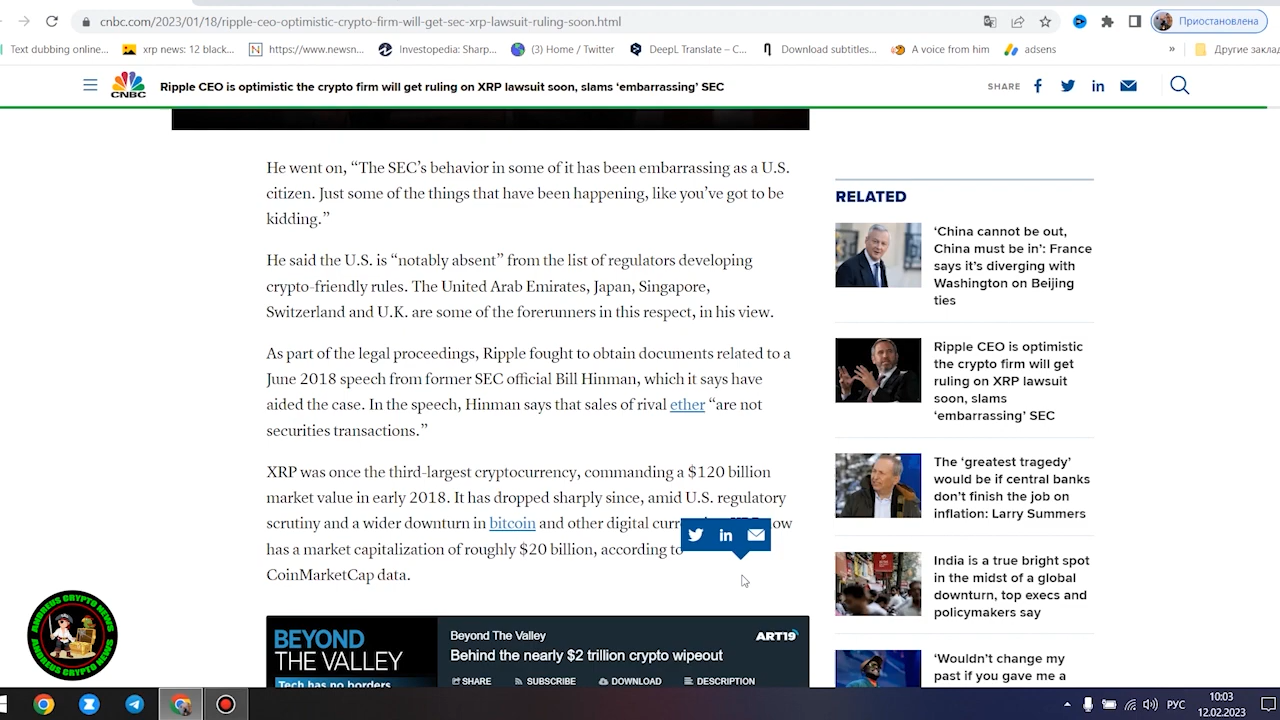 cnbc.com/2023/01/18/ripple-ceo-optimistic-crypto-firm-will-get-sec-xrp-lawsuit-ruling-soon.html
Приостановлена
Text dubbing online...
xrp news: 12 black...
https://www.newsn...
Investopedia: Sharp...
(3) Home / Twitter
DeepL Translate – C...
Download subtitles...
A voice from him
adsens
»
Другие закла
CNBC
Ripple CEO is optimistic the crypto firm will get ruling on XRP lawsuit soon, slams ‘embarrassing’ SEC
SHARE
He went on, “The SEC’s behavior in some of it has been embarrassing as a U.S.
citizen. Just some of the things that have been happening, like you’ve got to be
kidding.”
He said the U.S. is “notably absent” from the list of regulators developing
crypto-friendly rules. The United Arab Emirates, Japan, Singapore,
Switzerland and U.K. are some of the forerunners in this respect, in his view.
As part of the legal proceedings, Ripple fought to obtain documents related to a
June 2018 speech from former SEC official Bill Hinman, which it says have
aided the case. In the speech, Hinman says that sales of rival ether “are not
securities transactions.”
XRP was once the third-largest cryptocurrency, commanding a $120 billion
market value in early 2018. It has dropped sharply since, amid U.S. regulatory
scrutiny and a wider downturn in bitcoin and other digital
has a market capitalization of roughly $20 billion, according to
CoinMarketCap data.
RELATED
‘China cannot be out,
China must be in’: France
says it’s diverging with
Washington on Beijing
ties
Ripple CEO is optimistic
the crypto firm will get
ruling on XRP lawsuit
soon, slams
‘embarrassing’ SEC
The ‘greatest tragedy’
would be if central banks
don’t finish the job on
inflation: Larry Summers
India is a true bright spot
in the midst of a global
downturn, top execs and
policymakers say
‘Wouldn’t change my
past if you gave me a
ANDREUS CRYPTO NEWS
ANDREUS CRYPTO NEWS
BEYOND
THE VALLEY
Tech has no borders
Beyond The Valley
Behind the nearly $2 trillion crypto wipeout
ART19
SHARE
SUBSCRIBE
DOWNLOAD
DESCRIPTION
РУС
10:03
12.02.2023